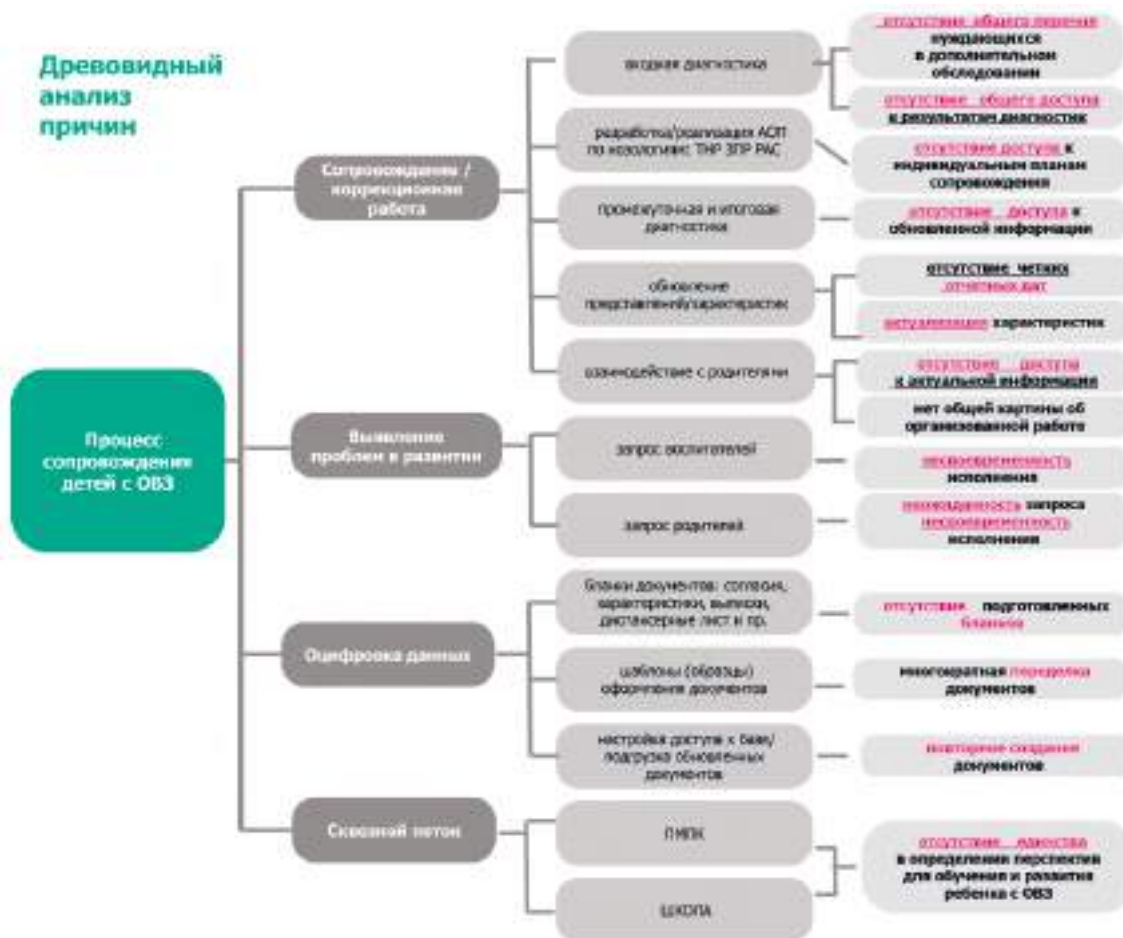 Древовидный
анализ
причин
Процесс
сопровождения
детей с ОВЗ
Сопровождение /
коррекционная
работа
входная диагностика
отсутствие общего перечня
нуждающихся
в дополнительном
обследовании
отсутствие общего доступа
к результатам диагностик
разработка/реализация АОП
по нозологиям: ТНР ЗПР РАС
отсутствие доступа к
индивидуальным планам
сопровождения
промежуточная и итоговая
диагностика
отсутствие доступа к
обновленной информации
обновление
представлений/характеристик
отсутствие четких
отчетных дат
актуализация характеристик
взаимодействие с родителями
отсутствие доступа
к актуальной информации
нет общей картины об
организованной работе
Выявление
проблем в развитии
запрос воспитателей
несвоевременность
исполнения
запрос родителей
неожиданность запроса
несвоевременность
исполнения
Оцифровка данных
бланки документов: согласия,
характеристики, выписки,
диспансерные лист и пр.
отсутствие подготовленных
бланков
шаблоны (образцы)
оформления документов
многократная переделка
документов
настройка доступа к базе/
подгрузка обновленных
документов
повторное создание
документов
Сквозной поток
ПМПК
ШКОЛА
отсутствие единства
в определении перспектив
для обучения и развития
ребенка с ОВЗ